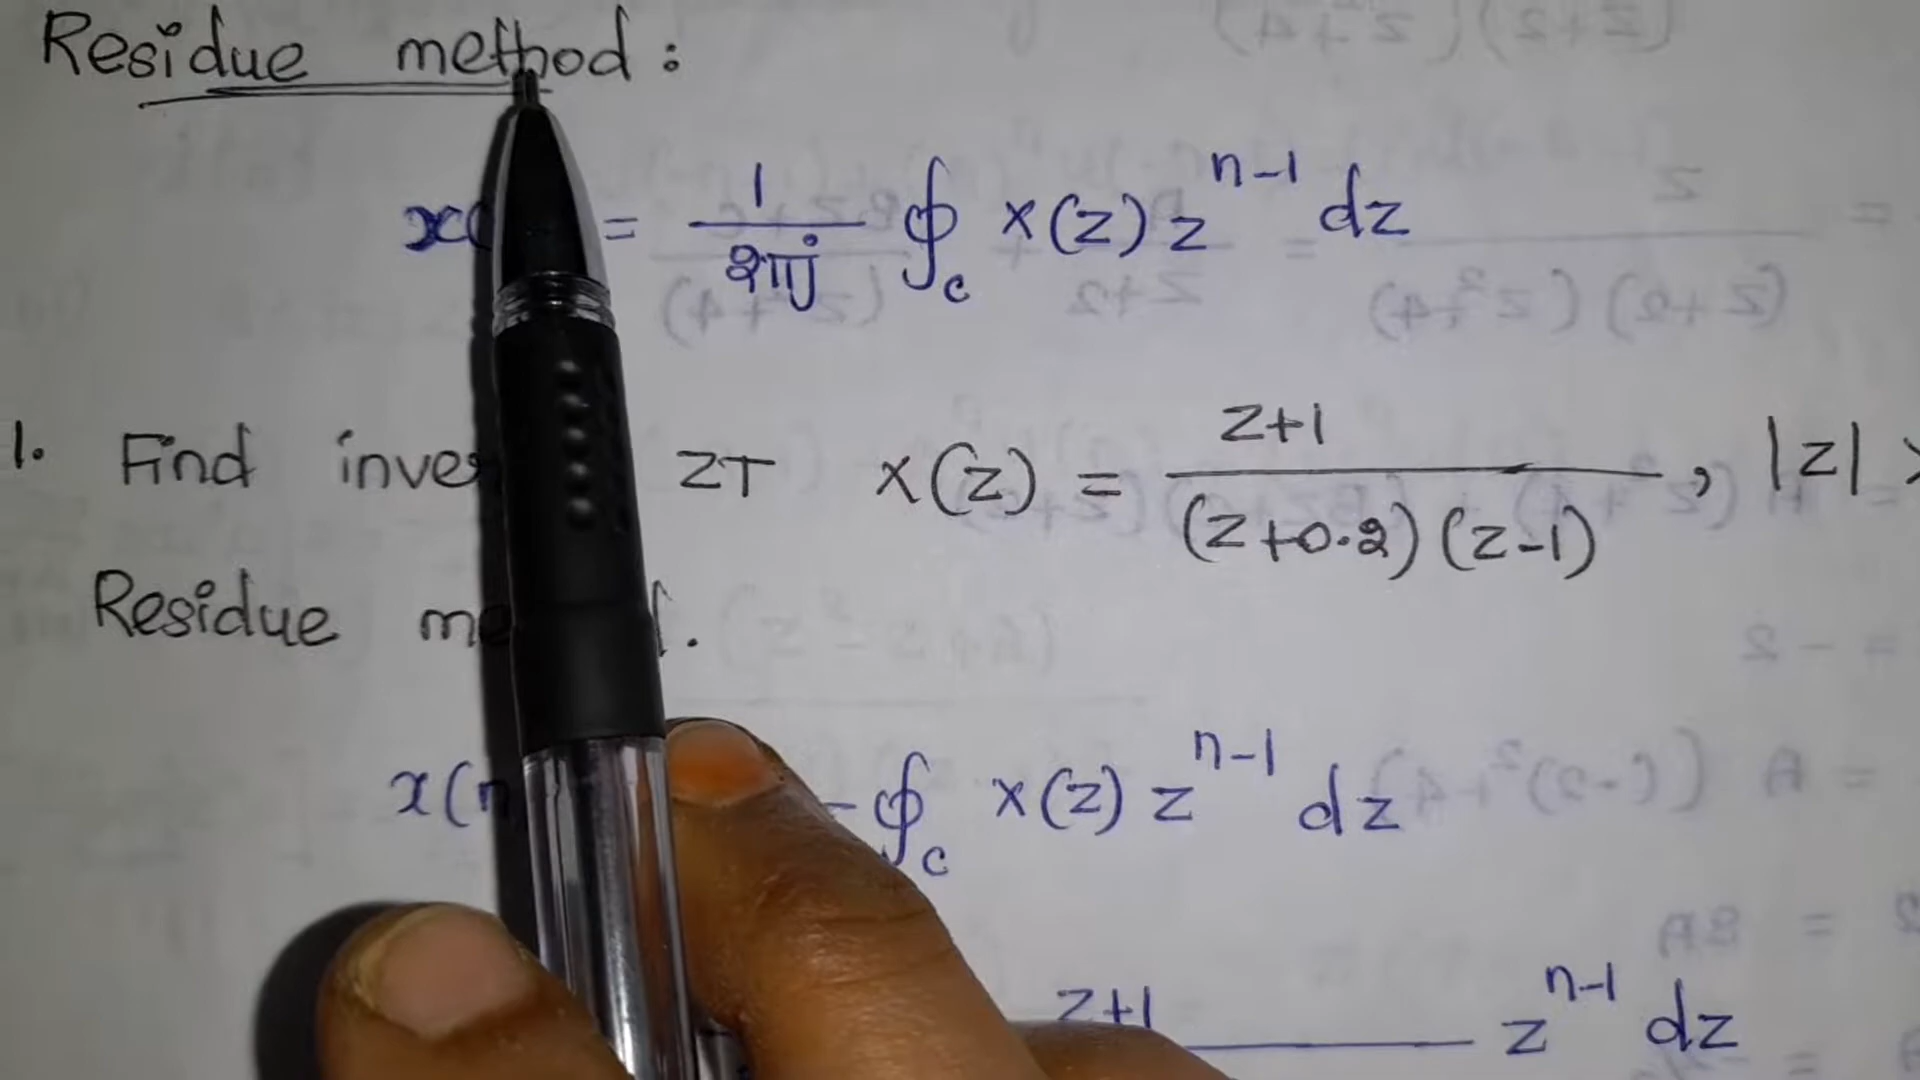 Residue method:
x( = 1/2πj ∮c X(z) z^n-1 dz
1. Find inver ZT X(z) = z+1/(z+0.2)(z-1), |z| >
Residue me d.
x(n ∮c X(z) z^n-1 dz
z+1 z^n-1 dz